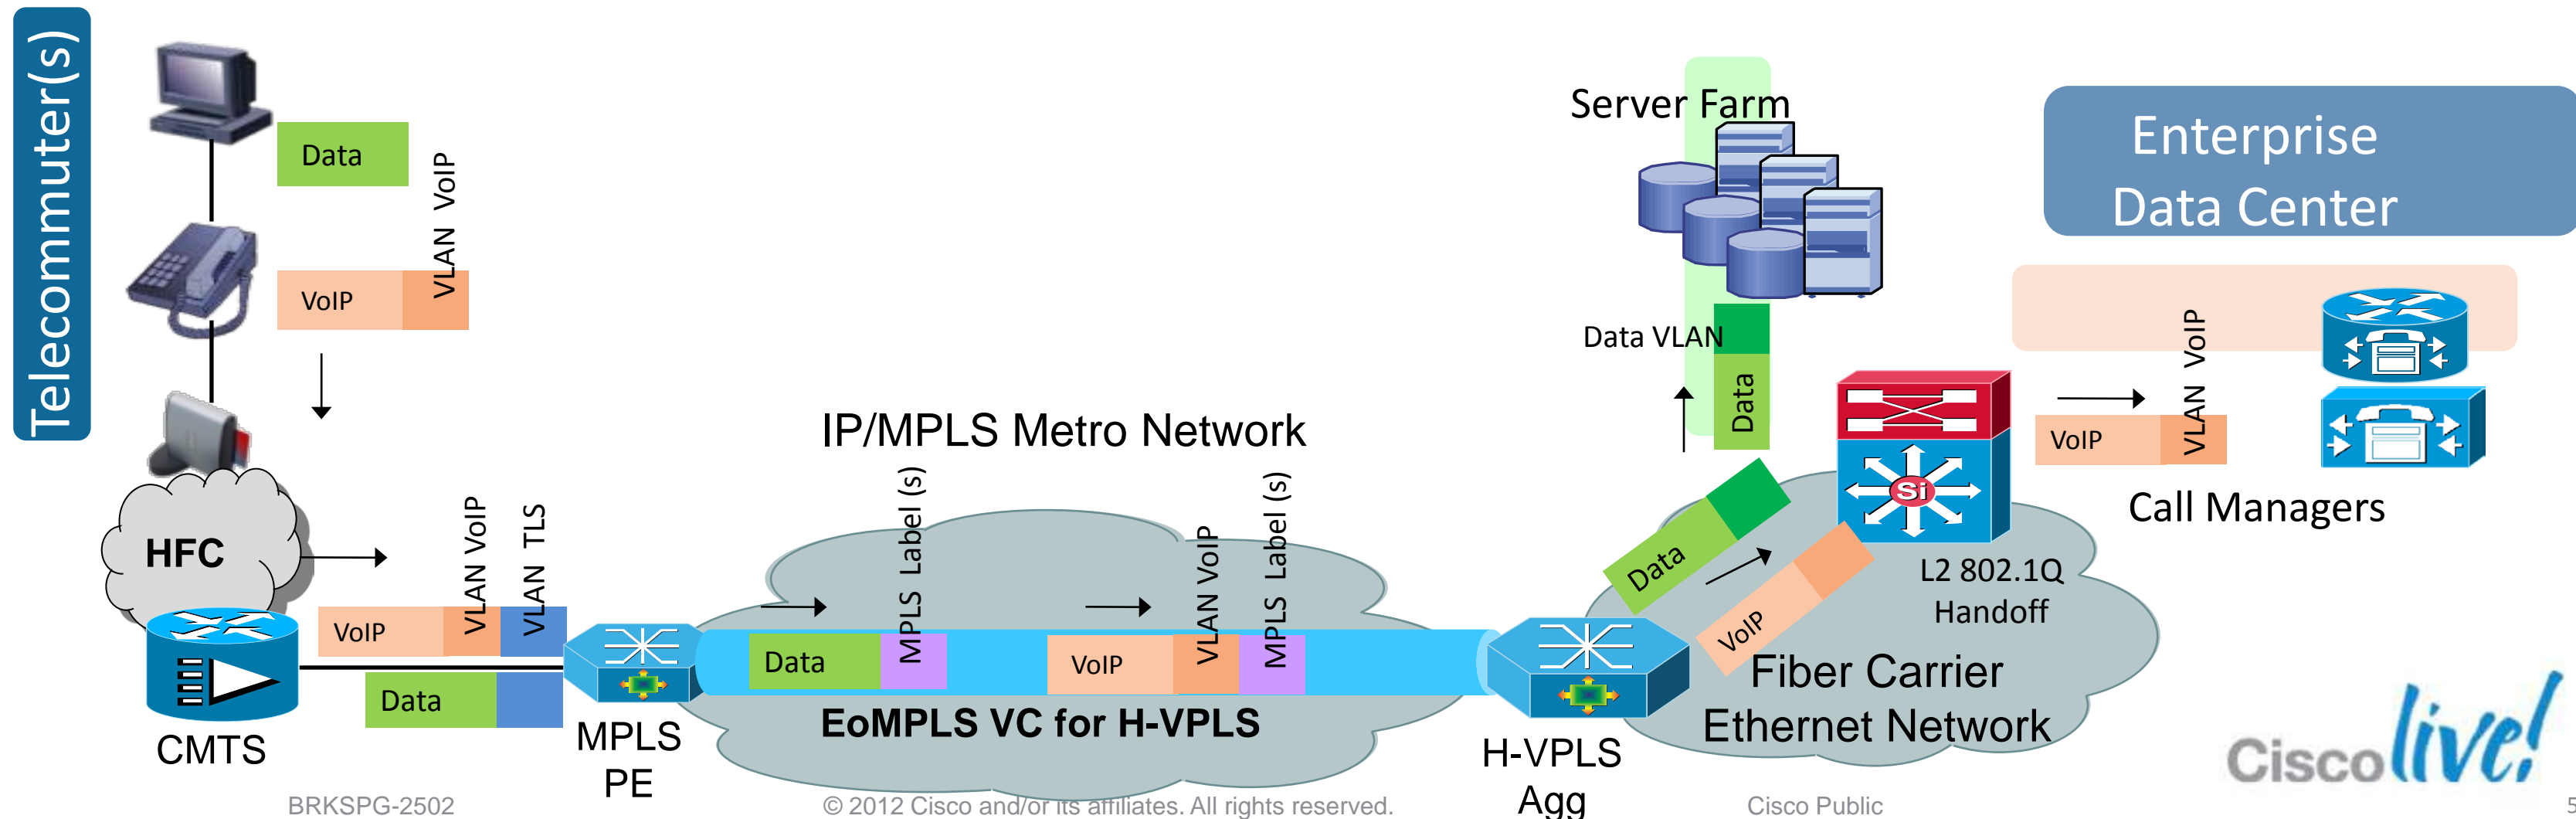 Telecommuter(s)
Data
VLAN VoIP
VoIP
HFC
CMTS
VoIP
VLAN VoIP
VLAN TLS
Data
MPLS
PE
IP/MPLS Metro Network
Data
MPLS Label (s)
VoIP
VLAN VoIP
MPLS Label (s)
EoMPLS VC for H-VPLS
H-VPLS
Agg
Server Farm
Data VLAN
Data
Data
VoIP
Si
L2 802.1Q
Handoff
Fiber Carrier
Ethernet Network
Enterprise
Data Center
VoIP
VLAN VoIP
Call Managers
Cisco live!
BRKSPG-2502
© 2012 Cisco and/or its affiliates. All rights reserved.
Cisco Public